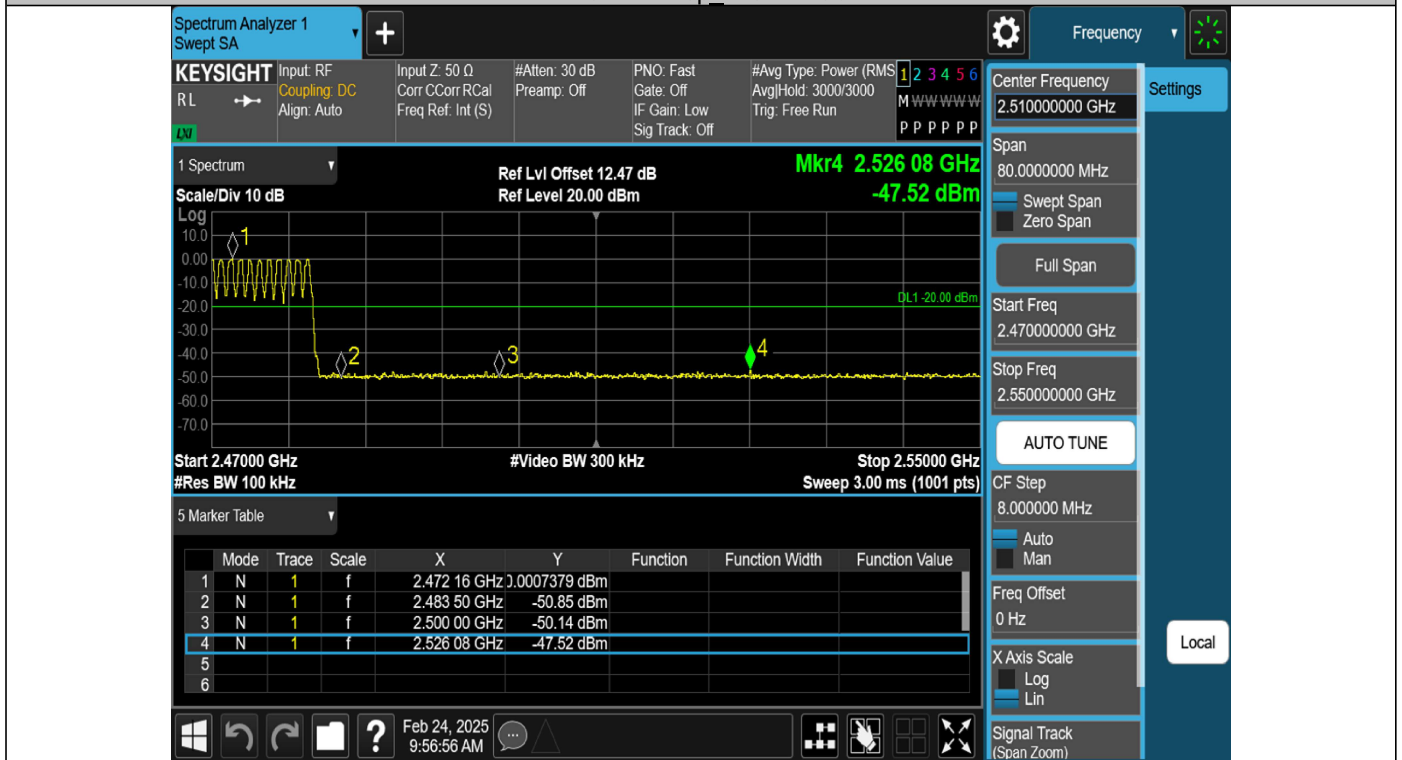 Spectrum Analyzer 1
Swept SA
+
Frequency
KEYSIGHT
RL
LXI
Input: RF
Coupling: DC
Align: Auto
Input Z: 50 Ω
Corr CCorr RCal
Freq Ref: Int (S)
#Atten: 30 dB
Preamp: Off
PNO: Fast
Gate: Off
IF Gain: Low
Sig Track: Off
#Avg Type: Power (RMS
Avg|Hold: 3000/3000
Trig: Free Run
1 2 3 4 5 6
M W W W W W
P P P P P P
1 Spectrum
Scale/Div 10 dB
Ref Lvl Offset 12.47 dB
Ref Level 20.00 dBm
Mkr4 2.526 08 GHz
-47.52 dBm
Log
10.0
0.00
-10.0
-20.0
-30.0
-40.0
-50.0
-60.0
-70.0
1
2
3
4
DL1 -20.00 dBm
Start 2.47000 GHz
#Res BW 100 kHz
#Video BW 300 kHz
Stop 2.55000 GHz
Sweep 3.00 ms (1001 pts)
5 Marker Table
Mode Trace Scale X Y Function Function Width Function Value
1 N 1 f 2.472 16 GHz 0.0007379 dBm
2 N 1 f 2.483 50 GHz -50.85 dBm
3 N 1 f 2.500 00 GHz -50.14 dBm
4 N 1 f 2.526 08 GHz -47.52 dBm
5
6
?
Feb 24, 2025
9:56:56 AM
Center Frequency
2.510000000 GHz
Span
80.0000000 MHz
Swept Span
Zero Span
Full Span
Start Freq
2.470000000 GHz
Stop Freq
2.550000000 GHz
AUTO TUNE
CF Step
8.000000 MHz
Auto
Man
Freq Offset
0 Hz
X Axis Scale
Log
Lin
Signal Track
(Span Zoom)
Settings
Local